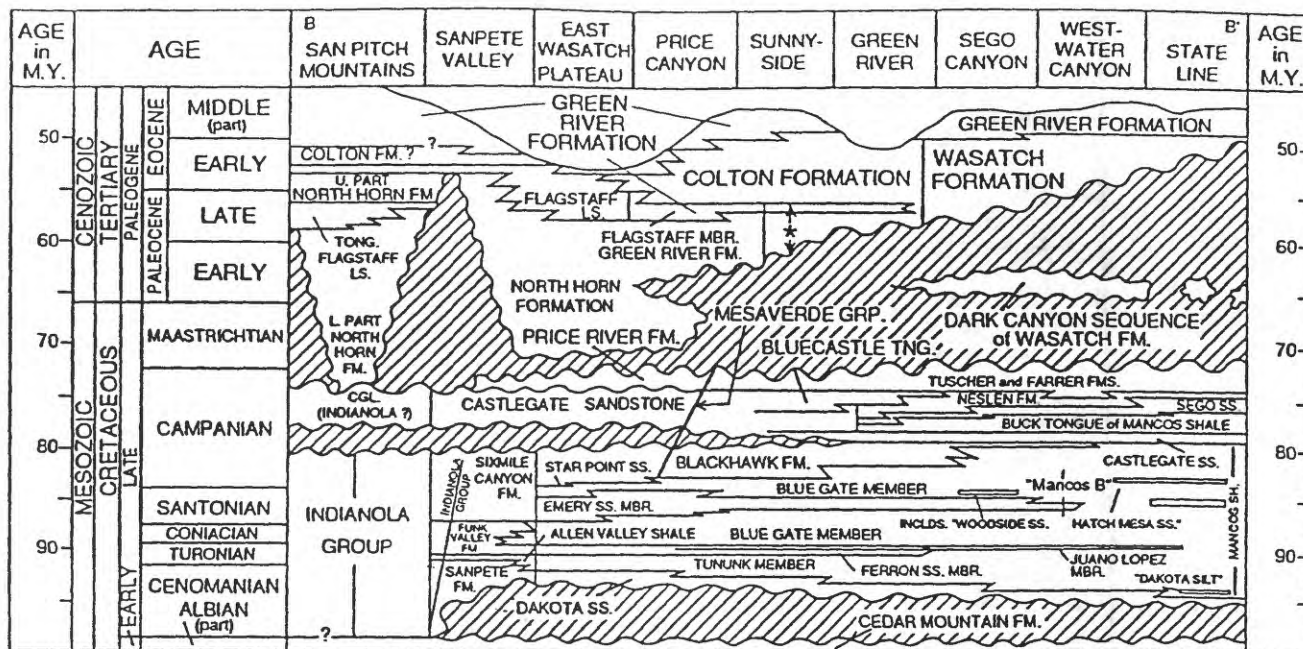 AGE
in
M.Y.
AGE
B
SAN PITCH
MOUNTAINS
SANPETE
VALLEY
EAST
WASATCH
PLATEAU
PRICE
CANYON
SUNNY-
SIDE
GREEN
RIVER
SEGO
CANYON
WEST-
WATER
CANYON
B'
STATE
LINE
AGE
in
M.Y.
50
60
70
80
90
CENOZOIC
MESOZOIC
TERTIARY
CRETACEOUS
PALEOGENE
LATE
EARLY
EOCENE
PALEOCENE
MIDDLE
(part)
EARLY
LATE
EARLY
MAASTRICHTIAN
CAMPANIAN
SANTONIAN
CONIACIAN
TURONIAN
CENOMANIAN
ALBIAN
(part)
GREEN
RIVER
FORMATION
GREEN RIVER FORMATION
COLTON FM. ?
?
U. PART
NORTH HORN FM.
WASATCH
FORMATION
COLTON FORMATION
FLAGSTAFF
LS.
TONG.
FLAGSTAFF
LS.
FLAGSTAFF MBR.
GREEN RIVER FM.
NORTH HORN
FORMATION
L. PART
NORTH
HORN
FM.
PRICE RIVER FM.
MESAVERDE GRP.
BLUECASTLE TNG.
DARK CANYON SEQUENCE
of WASATCH FM.
TUSCHER and FARRER FMS.
CGL.
(INDIANOLA ?)
CASTLEGATE SANDSTONE
NESLEN FM.
SEGO SS.
BUCK TONGUE of MANCOS SHALE
CASTLEGATE SS.
INDIANOLA
GROUP
INDIANOLA
GROUP
SIXMILE
CANYON
FM.
STAR POINT SS.
BLACKHAWK FM.
BLUE GATE MEMBER
"Mancos B"
EMERY SS. MBR.
INCLDS. "WOODSIDE SS.
HATCH MESA SS."
MANCOS SH.
FUNK
VALLEY
FM
ALLEN VALLEY SHALE
BLUE GATE MEMBER
SANPETE
FM.
TUNUNK MEMBER
FERRON SS. MBR.
JUANO LOPEZ
MBR.
"DAKOTA SILT"
DAKOTA SS.
CEDAR MOUNTAIN FM.
?
50
60
70
80
90